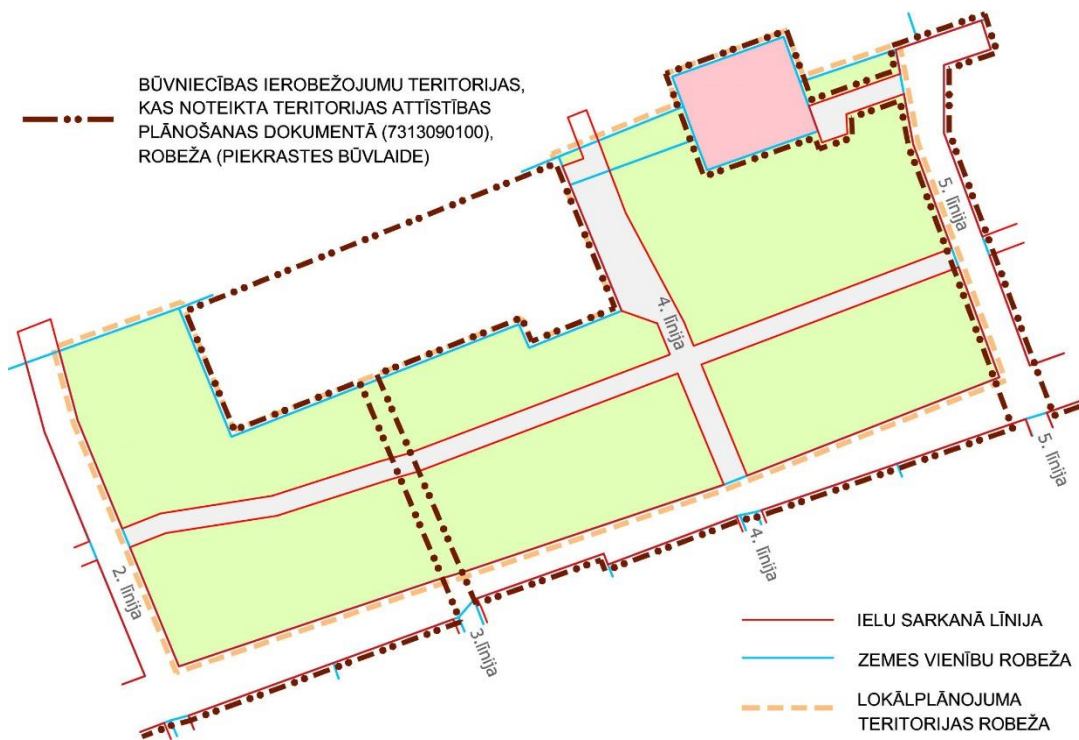 BŪVNIECĪBAS IEROBEŽOJUMU TERITORIJAS,
KAS NOTEIKTA TERITORIJAS ATTĪSTĪBAS
PLĀNOŠANAS DOKUMENTĀ (7313090100),
ROBEŽA (PIEKRASTES BŪVLAIDE)
5. līnija
4. līnija
2. līnija
3.līnija
4. līnija
5. līnija
IELU SARKANĀ LĪNIJA
ZEMES VIENĪBU ROBEŽA
LOKĀLPLĀNOJUMA
TERITORIJAS ROBEŽA